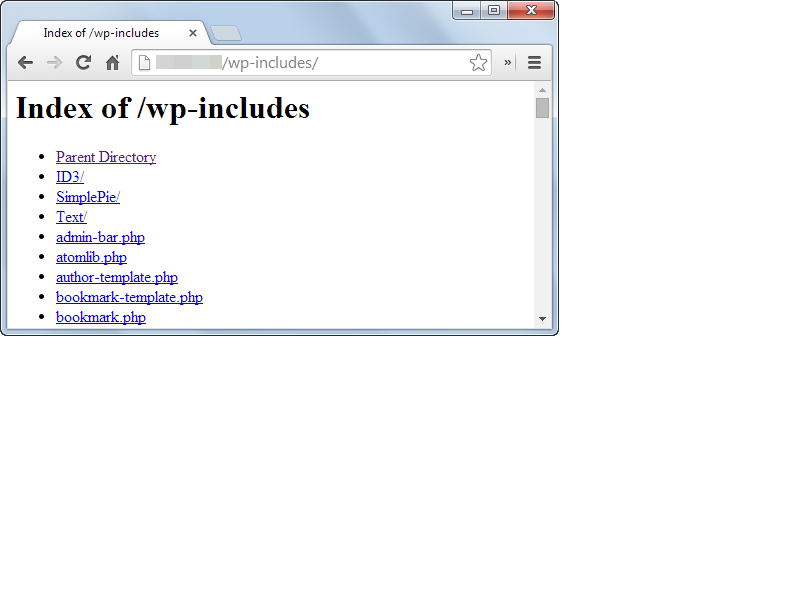 Index of /wp-includes
/wp-includes/
»
Index of /wp-includes
Parent Directory
ID3/
SimplePie/
Text/
admin-bar.php
atomlib.php
author-template.php
bookmark-template.php
bookmark.php